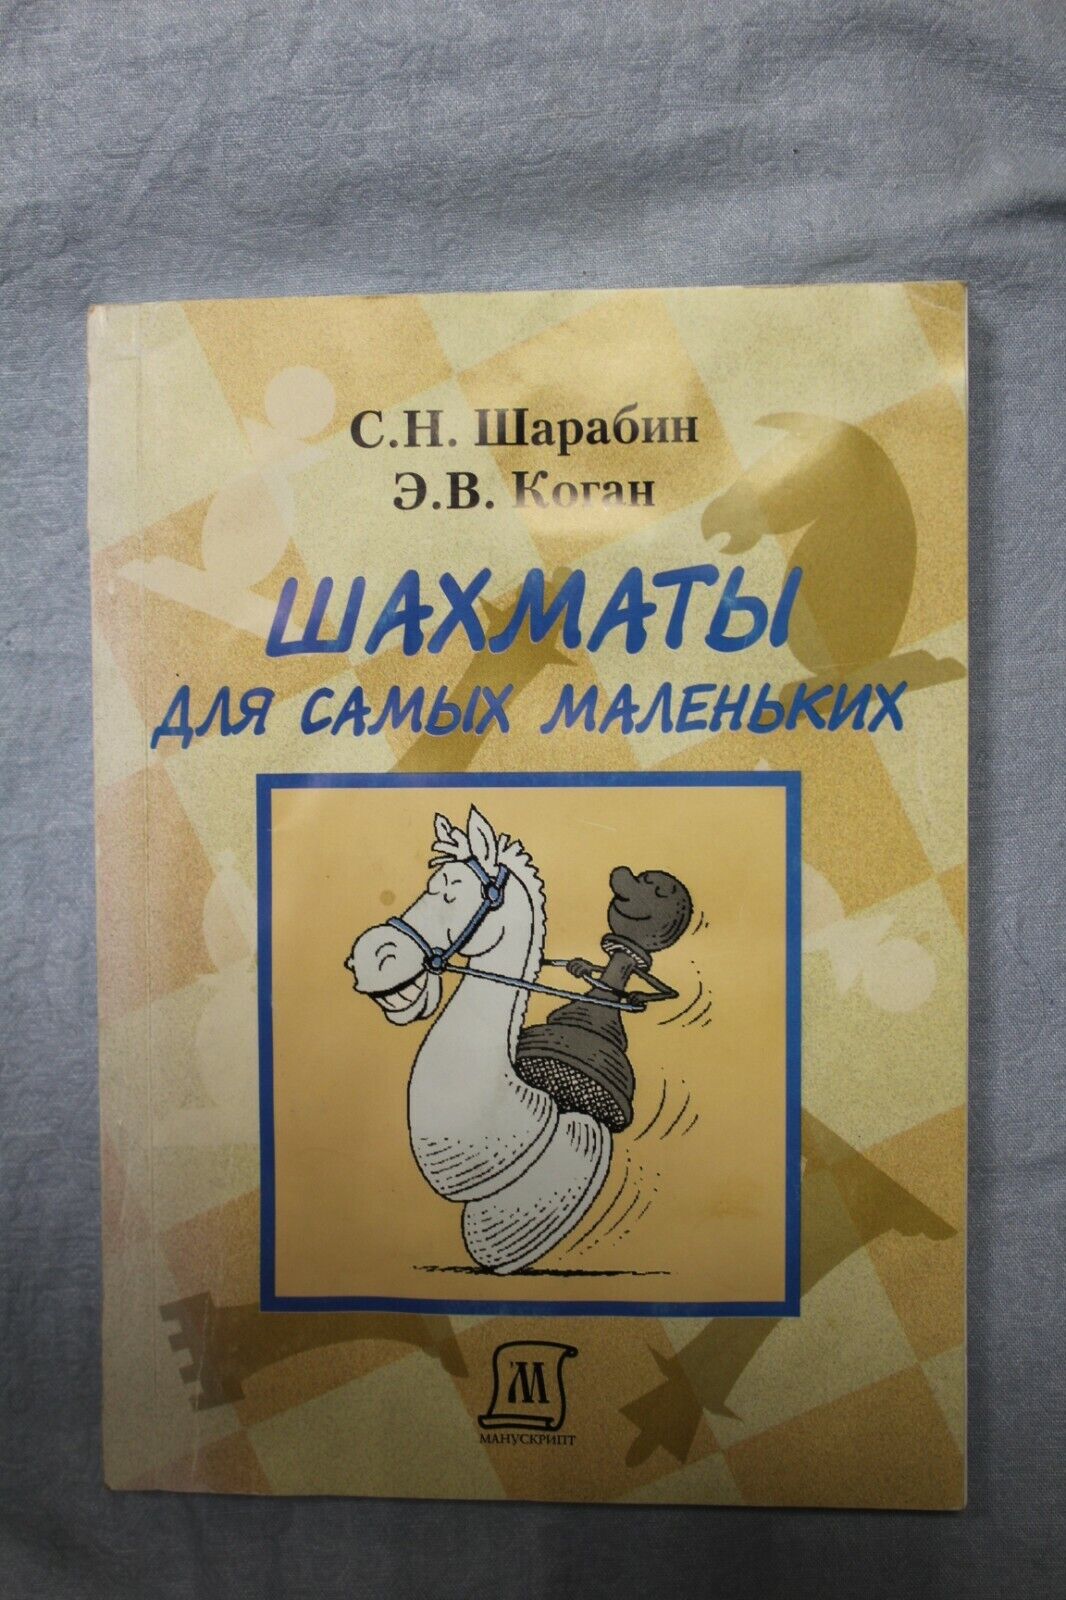 С.Н. Шарабин
Э.В. Коган
ШАХМАТЫ
ДЛЯ САМЫХ МАЛЕНЬКИХ
М
МАНУСКРИПТ